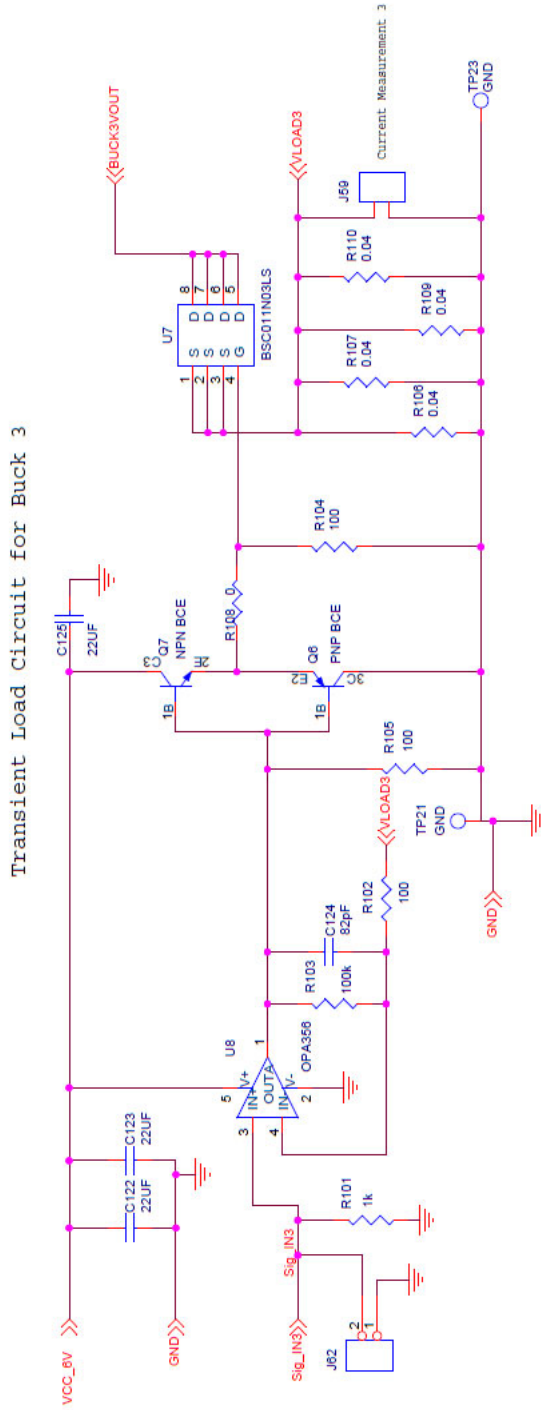 Transient Load Circuit for Buck 3
VCC_6V
GND
C122
22UF
C123
22UF
C125
22UF
Q7
NPN BCE
C3
1B
2E
R108 0
Q6
PNP BCE
E2
1B
3C
U7
1 S D 8
2 S D 7
3 S D 6
4 G D 5
BSC011N03LS
BUCK3VOUT
VLOAD3
U8
5
V+
3
IN+
OUTA
1
4
IN-
V-
2
OPA356
R103
100k
C124
82pF
R102
100
VLOAD3
R105
100
R104
100
R106
0.04
R107
0.04
R109
0.04
R110
0.04
J59
Current Measurement 3
TP23
GND
TP21
GND
GND
Sig_IN3
Sig_IN3
R101
1k
J62
2
1